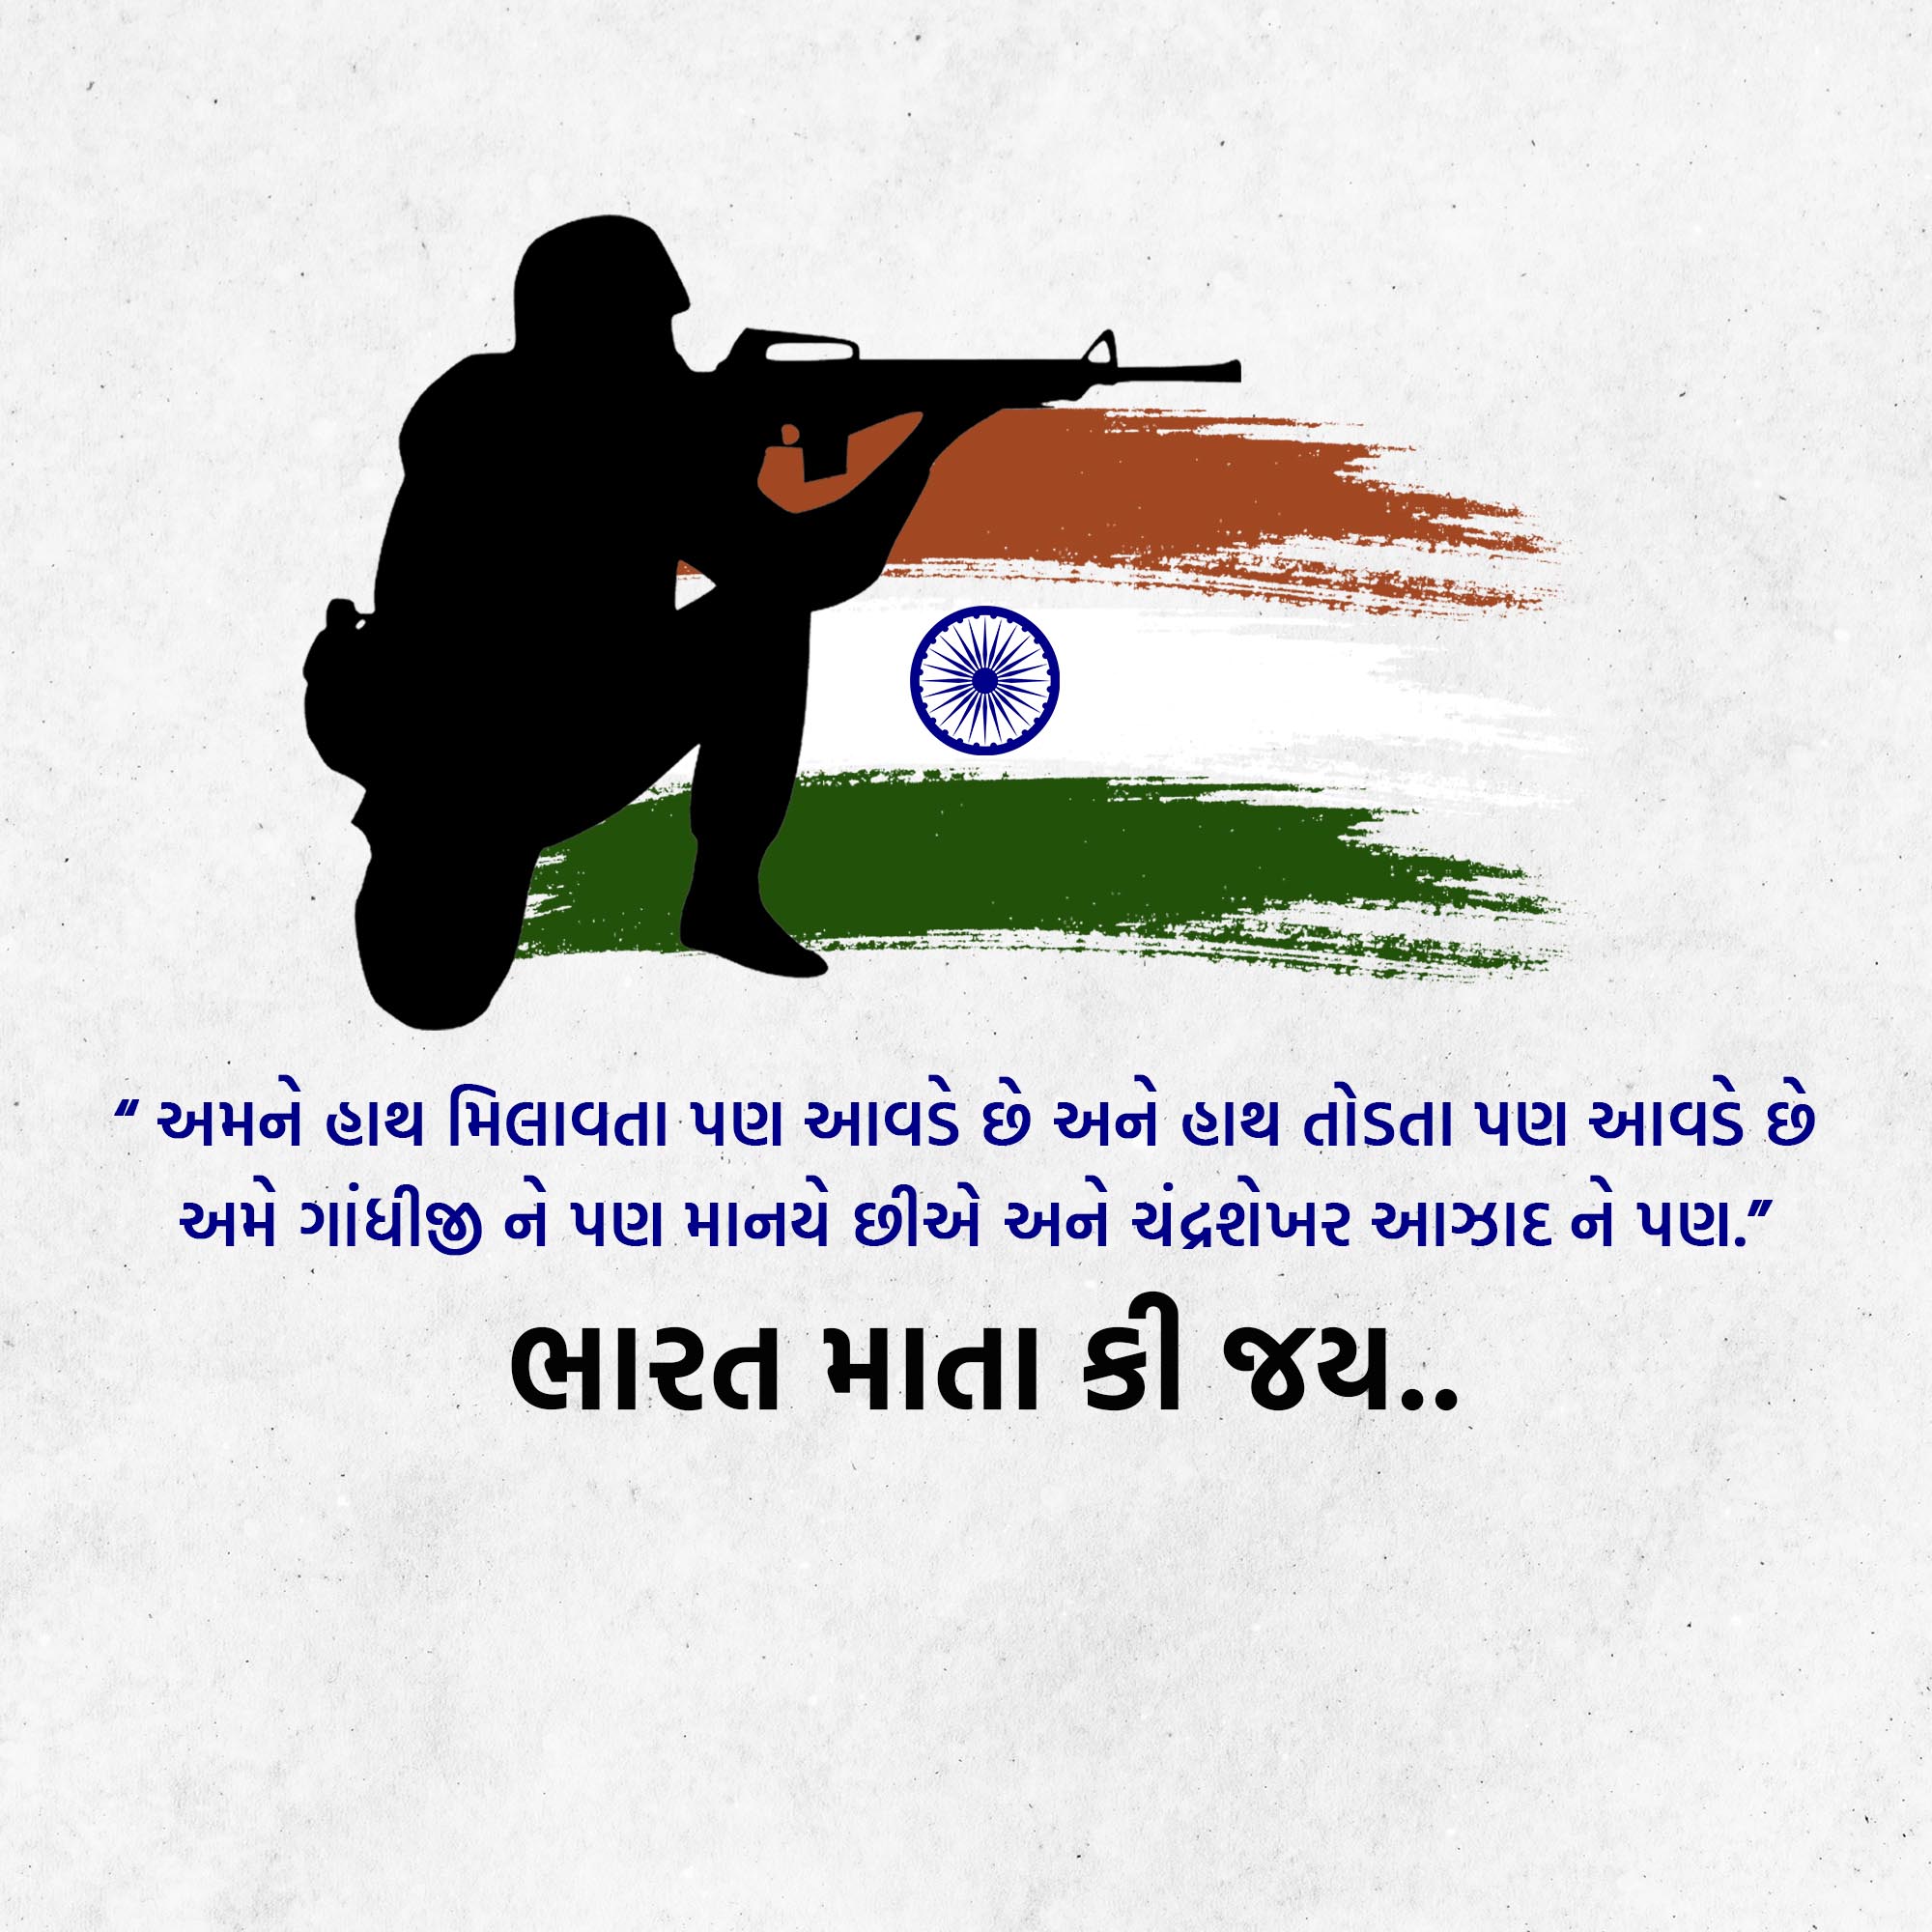 “ અમને હાથ મિલાવતા પણ આવડે છે અને હાથ તોડતા પણ આવડે છે
અમે ગાંધીજી ને પણ માનયે છીએ અને ચંદ્રશેખર આઝાદ ને પણ.”
ભારત માતા કી જય..